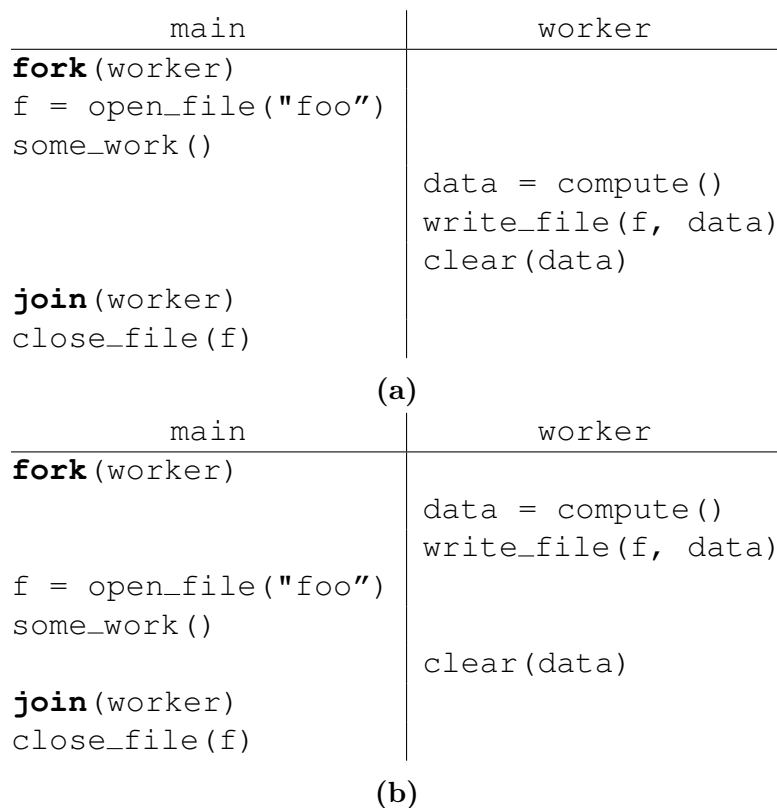 main worker
fork(worker)
f = open_file("foo”)
some_work()
data = compute()
write_file(f, data)
clear(data)
join(worker)
close_file(f)
(a)
main worker
fork(worker)
data = compute()
write_file(f, data)
f = open_file("foo”)
some_work()
clear(data)
join(worker)
close_file(f)
(b)